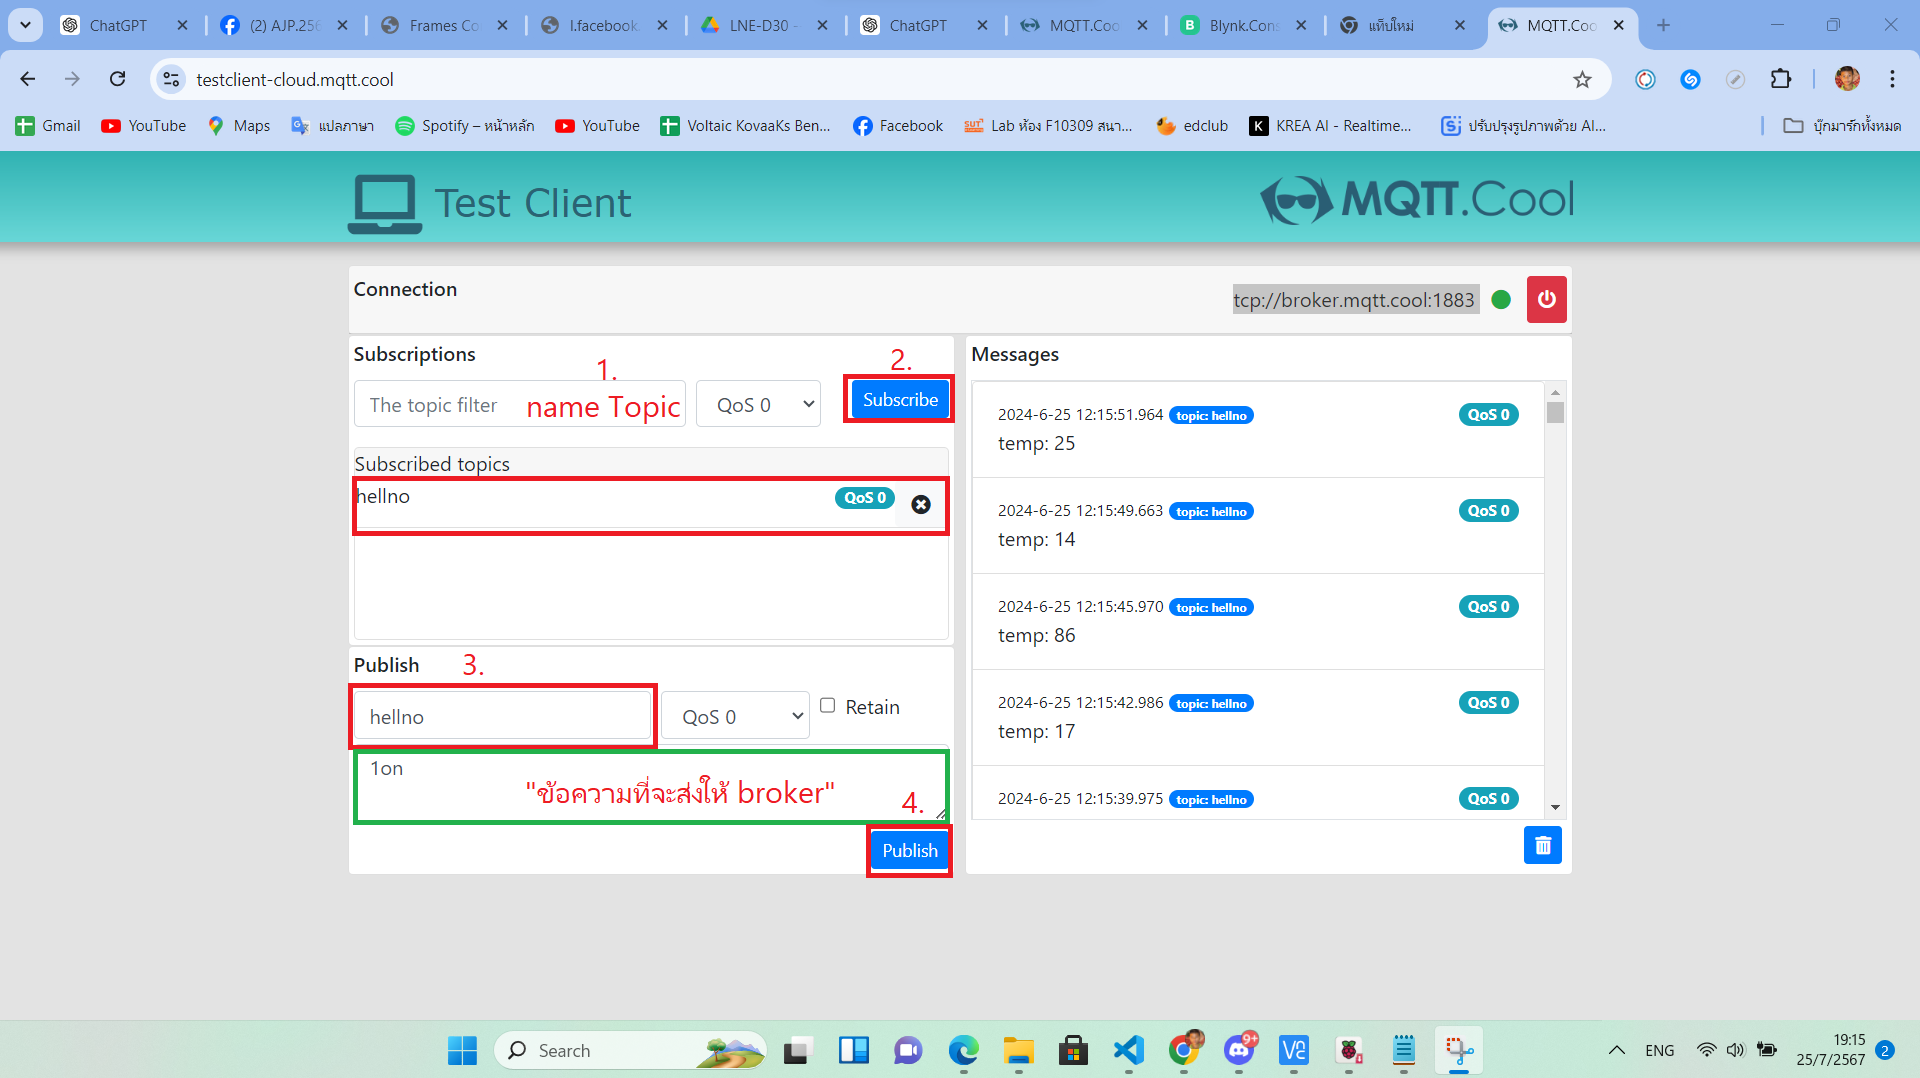 ChatGPT
(2) AJP.256
Frames Co
l.facebook.
LNE-D30 -
ChatGPT
MQTT.Coo
Blynk.Cons
แท็บใหม่
MQTT.Coo
testclient-cloud.mqtt.cool
Gmail
YouTube
Maps
แปลภาษา
Spotify – หน้าหลัก
YouTube
Voltaic KovaaKs Ben...
Facebook
SUT
Lab ห้อง F10309 สนา...
edclub
K
KREA AI - Realtime...
ปรับปรุงรูปภาพด้วย AI...
บุ๊กมาร์กทั้งหมด
Test Client
MQTT.Cool
Connection
tcp://broker.mqtt.cool:1883
Subscriptions
1.
2.
The topic filter
name Topic
QoS 0
Subscribe
Subscribed topics
hellno
QoS 0
Publish
3.
hellno
QoS 0
Retain
1on
"ข้อความที่จะส่งให้ broker"
4.
Publish
Messages
2024-6-25 12:15:51.964 topic: hellno QoS 0
temp: 25
2024-6-25 12:15:49.663 topic: hellno QoS 0
temp: 14
2024-6-25 12:15:45.970 topic: hellno QoS 0
temp: 86
2024-6-25 12:15:42.986 topic: hellno QoS 0
temp: 17
2024-6-25 12:15:39.975 topic: hellno QoS 0
Search
9+
ENG
19:15
25/7/2567
2